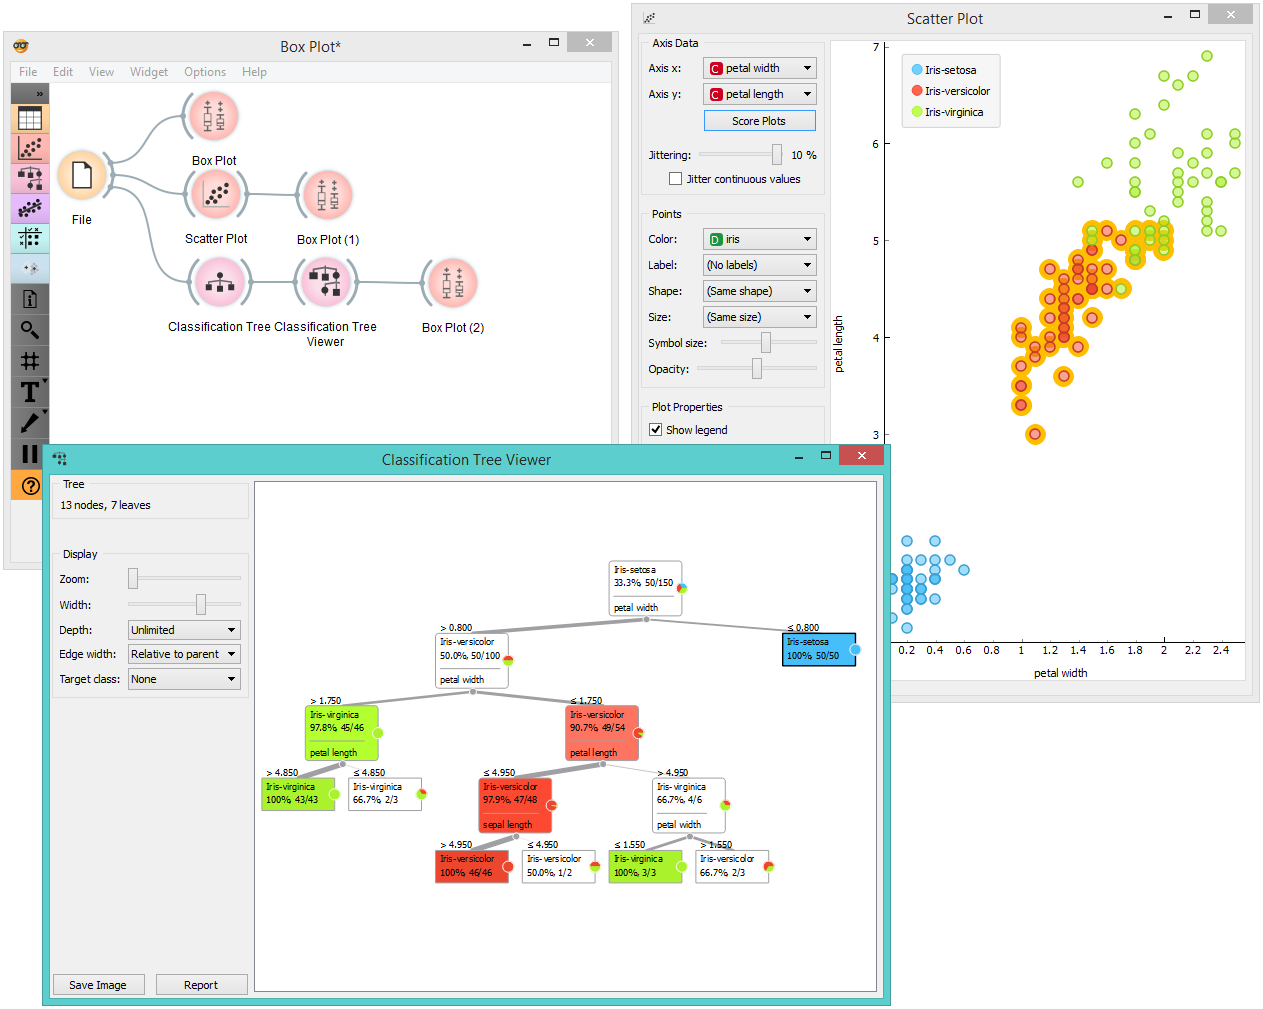 Box Plot*
File Edit View Widget Options Help
»
File
Box Plot
Scatter Plot
Box Plot (1)
Classification Tree
Classification Tree
Viewer
Box Plot (2)
Scatter Plot
Axis Data
Axis x: C petal width
Axis y: C petal length
Score Plots
Jittering: 10 %
Jitter continuous values
Points
Color: D iris
Label: (No labels)
Shape: (Same shape)
Size: (Same size)
Symbol size:
Opacity:
Plot Properties
Show legend
Iris-setosa
Iris-versicolor
Iris-virginica
7
6
5
4
3
petal length
0.2 0.4 0.6 0.8 1 1.2 1.4 1.6 1.8 2 2.2 2.4
petal width
Classification Tree Viewer
Tree
13 nodes, 7 leaves
Display
Zoom:
Width:
Depth: Unlimited
Edge width: Relative to parent
Target class: None
Save Image
Report
Iris-setosa
33.3%, 50/150
petal width
> 0.800
Iris-versicolor
50.0%, 50/100
petal width
≤ 0.800
Iris-setosa
100%, 50/50
> 1.750
Iris-virginica
97.8%, 45/46
petal length
≤ 1.750
Iris-versicolor
90.7%, 49/54
petal length
> 4.850
Iris-virginica
100%, 43/43
≤ 4.850
Iris-virginica
66.7%, 2/3
≤ 4.950
Iris-versicolor
97.9%, 47/48
sepal length
> 4.950
Iris-virginica
66.7%, 4/6
petal width
> 4.950
Iris-versicolor
100%, 46/46
≤ 4.950
Iris-versicolor
50.0%, 1/2
≤ 1.550
Iris-virginica
100%, 3/3
> 1.550
Iris-versicolor
66.7%, 2/3